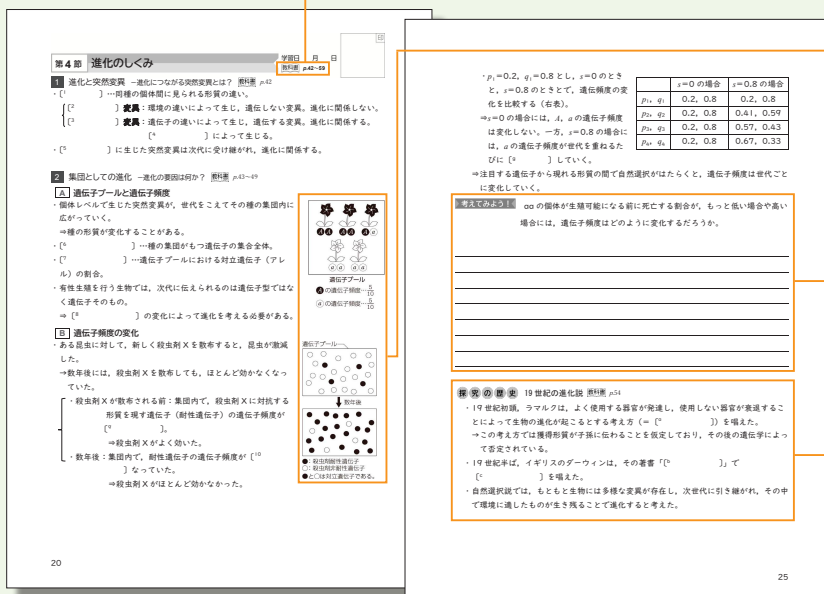 印
第4節 進化のしくみ
学習日 月 日
教科書 p.42~59
1 進化と突然変異 −進化につながる突然変異とは? 教科書 p.42
・〔1 〕…同種の個体間に見られる形質の違い。
〔2 〕変異:環境の違いによって生じ,遺伝しない変異。進化に関係しない。
〔3 〕変異:遺伝子の違いによって生じ,遺伝する変異。進化に関係する。
〔4 〕によって生じる。
・〔5 〕に生じた突然変異は次代に受け継がれ,進化に関係する。
2 集団としての進化 −進化の要因は何か? 教科書 p.43~49
A 遺伝子プールと遺伝子頻度
・個体レベルで生じた突然変異が,世代をこえてその種の集団内に
広がっていく。
⇒種の形質が変化することがある。
・〔6 〕…種の集団がもつ遺伝子の集合全体。
・〔7 〕…遺伝子プールにおける対立遺伝子(アレ
ル)の割合。
・有性生殖を行う生物では,次代に伝えられるのは遺伝子型ではな
く遺伝子そのもの。
⇒〔8 〕の変化によって進化を考える必要がある。
B 遺伝子頻度の変化
・ある昆虫に対して,新しく殺虫剤Xを散布すると,昆虫が激減
した。
→数年後には,殺虫剤Xを散布しても,ほとんど効かなくなっ
ていた。
・殺虫剤Xが散布される前:集団内で,殺虫剤Xに対抗する
形質を現す遺伝子(耐性遺伝子)の遺伝子頻度が
〔9 〕。
⇒殺虫剤Xがよく効いた。
・数年後:集団内で,耐性遺伝子の遺伝子頻度が〔10
〕なっていた。
⇒殺虫剤Xがほとんど効かなかった。
A A A A A a
a a a a
遺伝子プール
Aの遺伝子頻度…5/10
aの遺伝子頻度…5/10
遺伝子プール
数年後
●:殺虫剤耐性遺伝子
○:殺虫剤非耐性遺伝子
●と○は対立遺伝子である。
20
・p₁=0.2,q₁=0.8とし,s=0のとき
と,s=0.8のときとで,遺伝子頻度の変
化を比較する(右表)。
⇒s=0の場合には,A,aの遺伝子頻度
は変化しない。一方,s=0.8の場合に
は,aの遺伝子頻度が世代を重ねるた
びに〔8 〕していく。
s=0の場合 s=0.8の場合
p₁,q₁ 0.2,0.8 0.2,0.8
p₂,q₂ 0.2,0.8 0.41,0.59
p₃,q₃ 0.2,0.8 0.57,0.43
p₄,q₄ 0.2,0.8 0.67,0.33
⇒注目する遺伝子から現れる形質の間で自然選択がはたらくと,遺伝子頻度は世代ごと
に変化していく。
考えてみよう! aaの個体が生殖可能になる前に死亡する割合が,もっと低い場合や高い
場合には,遺伝子頻度はどのように変化するだろうか。
探究の歴史 19世紀の進化説 教科書 p.54
・19世紀初頭,ラマルクは,よく使用する器官が発達し,使用しない器官が衰退するこ
とによって生物の進化が起こるとする考え方(=〔a 〕)を唱えた。
→この考え方では獲得形質が子孫に伝わることを仮定しており,その後の遺伝学によっ
て否定されている。
・19世紀半ば,イギリスのダーウィンは,その著書「〔b 〕」で
〔c 〕を唱えた。
・自然選択説では,もともと生物には多様な変異が存在し,次世代に引き継がれ,その中
で環境に適したものが生き残ることで進化すると考えた。
25